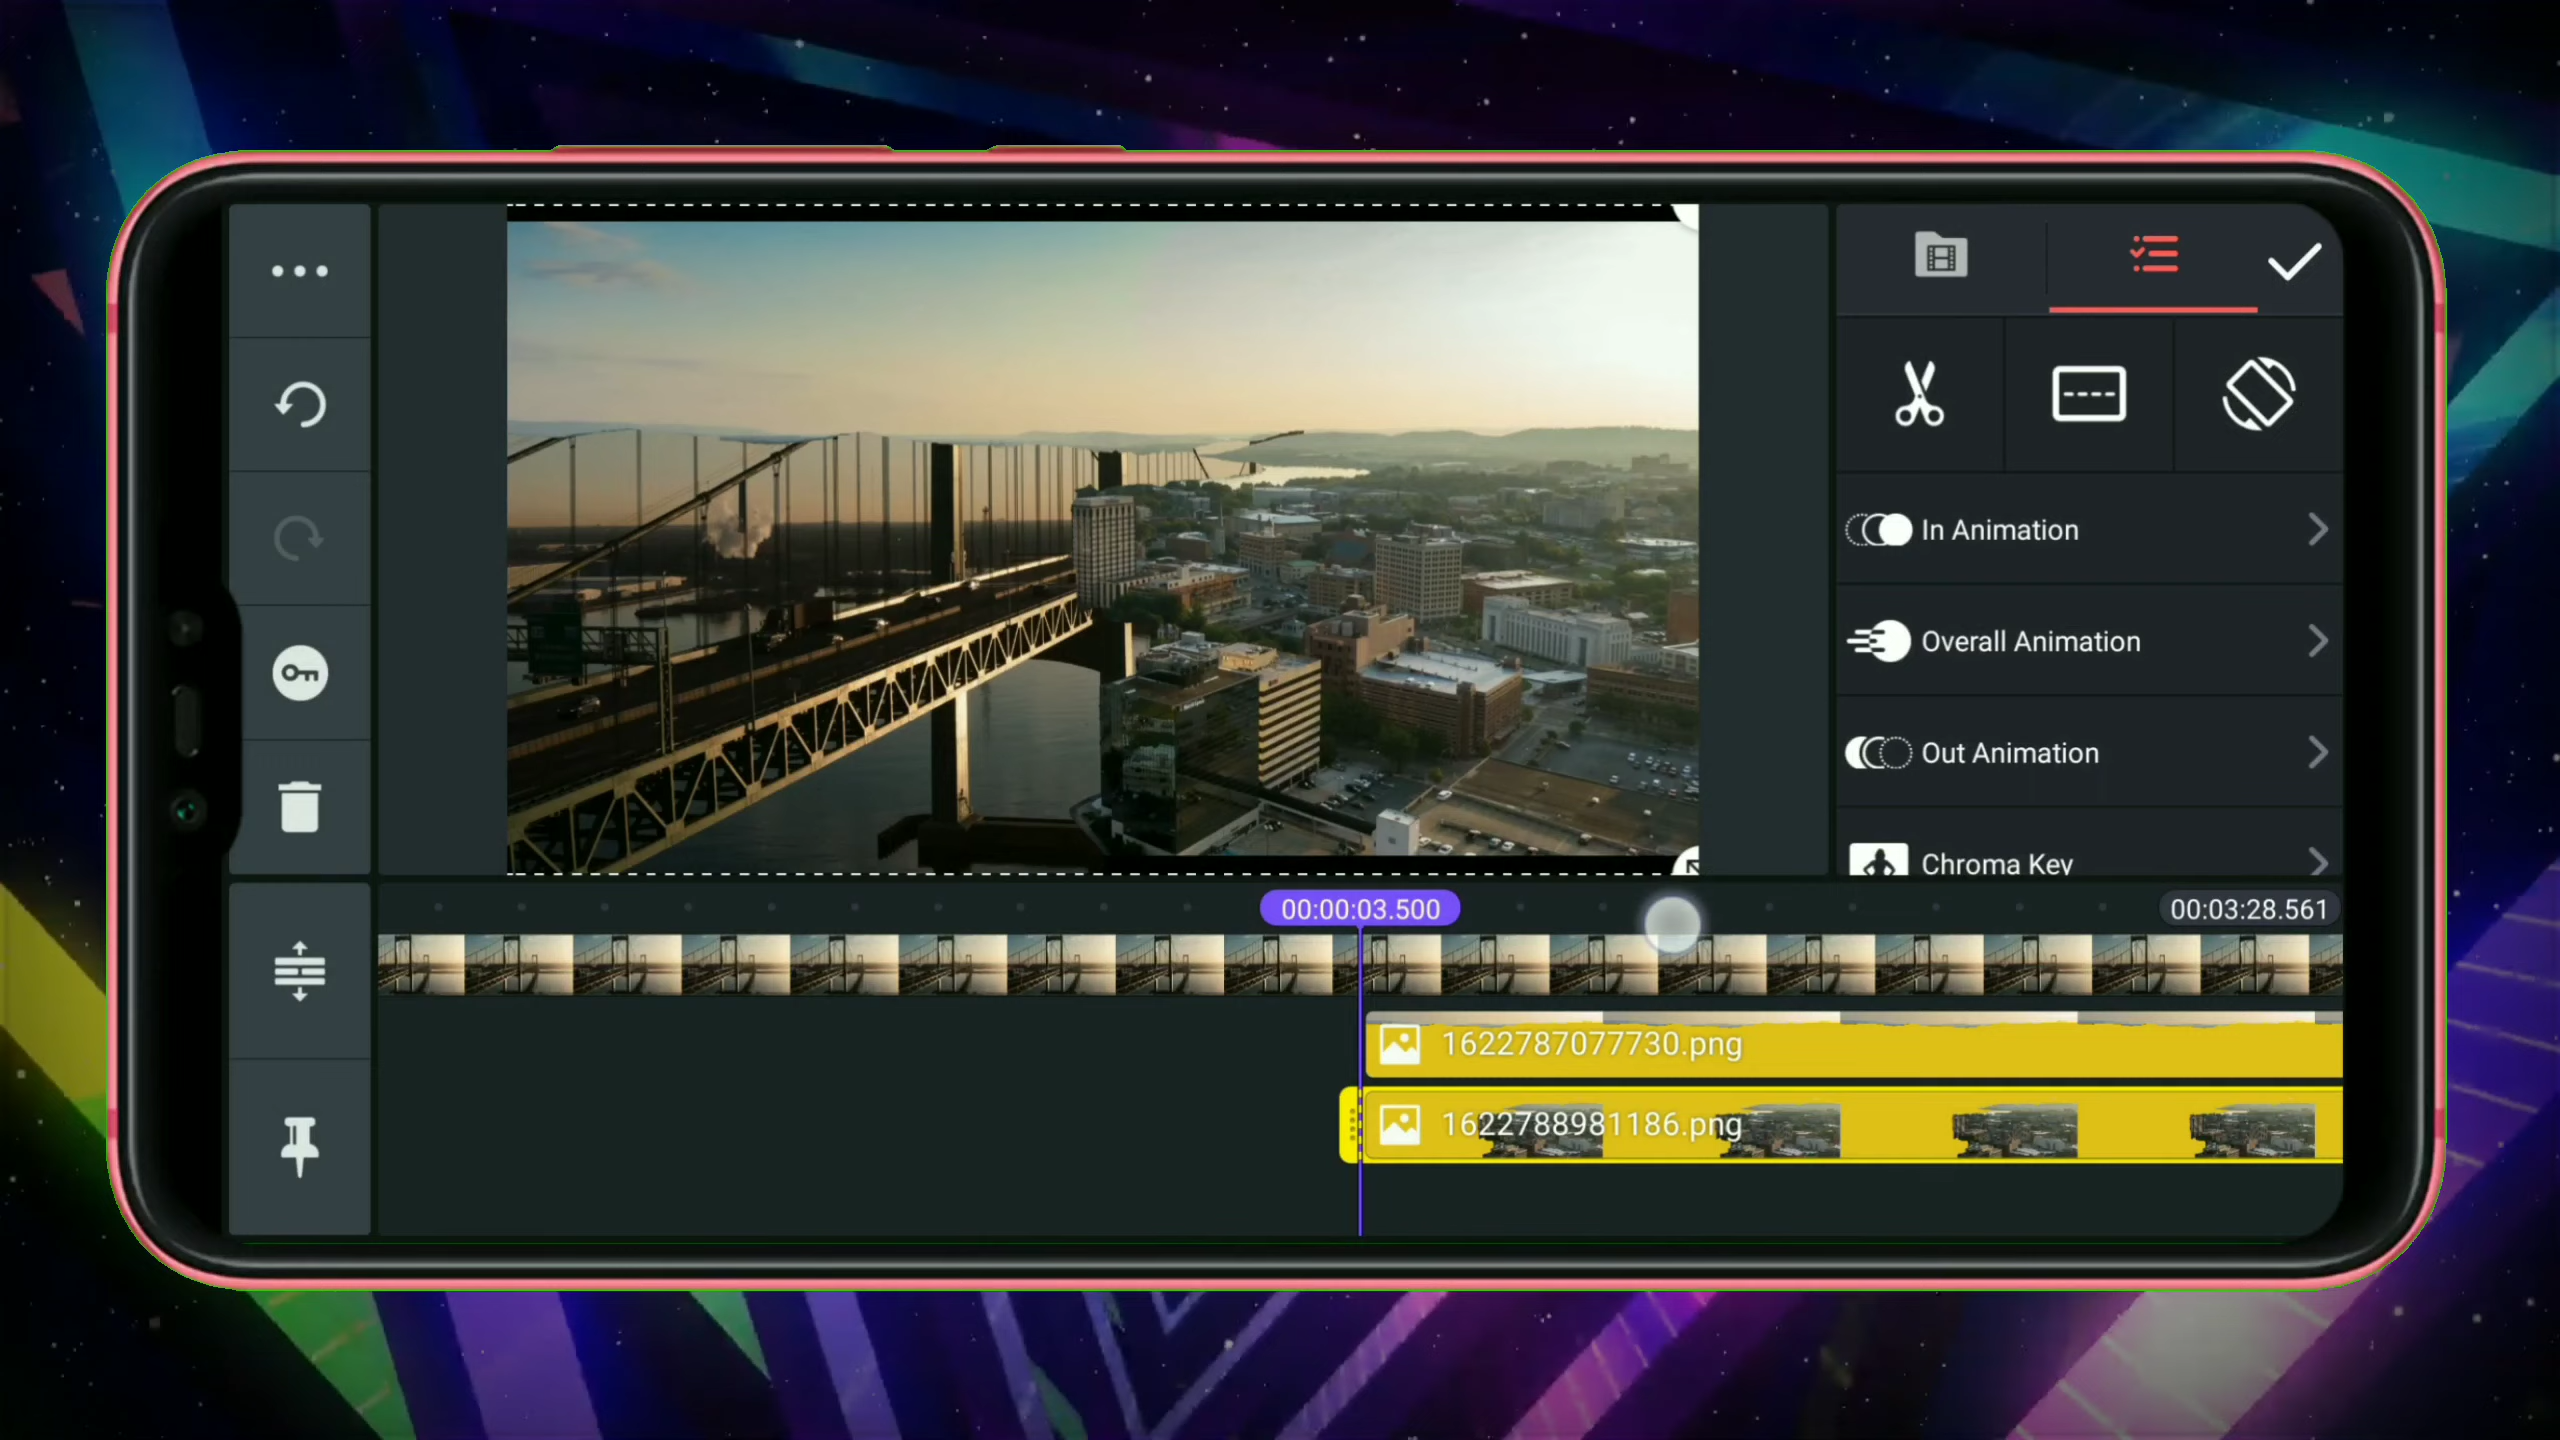 In Animation
Overall Animation
Out Animation
Chroma Key
00:00:03.500
00:03:28.561
1622787077730.png
1622788981186.png